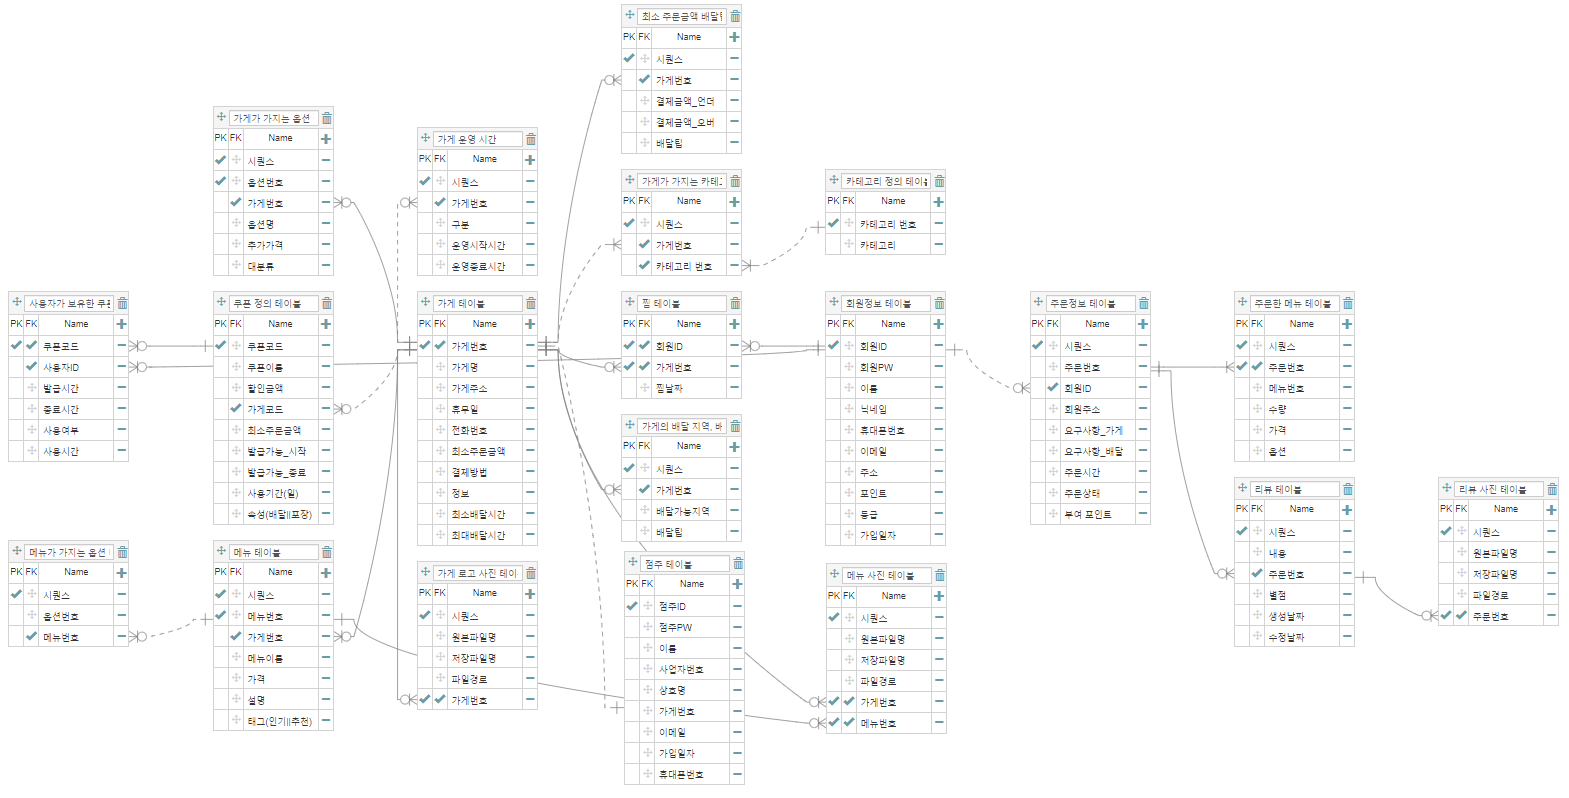 최소 주문금액 배달팁
PK FK Name
시퀀스
가게번호
결제금액_언더
결제금액_오버
배달팁
가게가 가지는 옵션
PK FK Name
시퀀스
옵션번호
가게번호
옵션명
추가가격
대분류
가게 운영 시간
PK FK Name
시퀀스
가게번호
구분
운영시작시간
운영종료시간
가게가 가지는 카테고
PK FK Name
시퀀스
가게번호
카테고리 번호
카테고리 정의 테이블
PK FK Name
카테고리 번호
카테고리
사용자가 보유한 쿠폰
PK FK Name
쿠폰코드
사용자ID
발급시간
종료시간
사용여부
사용시간
쿠폰 정의 테이블
PK FK Name
쿠폰코드
쿠폰이름
할인금액
가게코드
최소주문금액
발급가능_시작
발급가능_종료
사용기간(일)
속성(배달||포장)
가게 테이블
PK FK Name
가게번호
가게명
가게주소
휴무일
전화번호
최소주문금액
결제방법
정보
최소배달시간
최대배달시간
찜 테이블
PK FK Name
회원ID
가게번호
찜날짜
회원정보 테이블
PK FK Name
회원ID
회원PW
이름
닉네임
휴대폰번호
이메일
주소
포인트
등급
가입일자
주문정보 테이블
PK FK Name
시퀀스
주문번호
회원ID
회원주소
요구사항_가게
요구사항_배달
주문시간
주문상태
부여 포인트
주문한 메뉴 테이블
PK FK Name
시퀀스
주문번호
메뉴번호
수량
가격
옵션
가게의 배달 지역, 배
PK FK Name
시퀀스
가게번호
배달가능지역
배달팁
리뷰 테이블
PK FK Name
시퀀스
내용
주문번호
별점
생성날짜
수정날짜
리뷰 사진 테이블
PK FK Name
시퀀스
원본파일명
저장파일명
파일경로
주문번호
메뉴가 가지는 옵션
PK FK Name
시퀀스
옵션번호
메뉴번호
메뉴 테이블
PK FK Name
시퀀스
메뉴번호
가게번호
메뉴이름
가격
설명
태그(인기||추천)
가게 로고 사진 테이
PK FK Name
시퀀스
원본파일명
저장파일명
파일경로
가게번호
점주 테이블
PK FK Name
점주ID
점주PW
이름
사업자번호
상호명
가게번호
이메일
가입일자
휴대폰번호
메뉴 사진 테이블
PK FK Name
시퀀스
원본파일명
저장파일명
파일경로
가게번호
메뉴번호